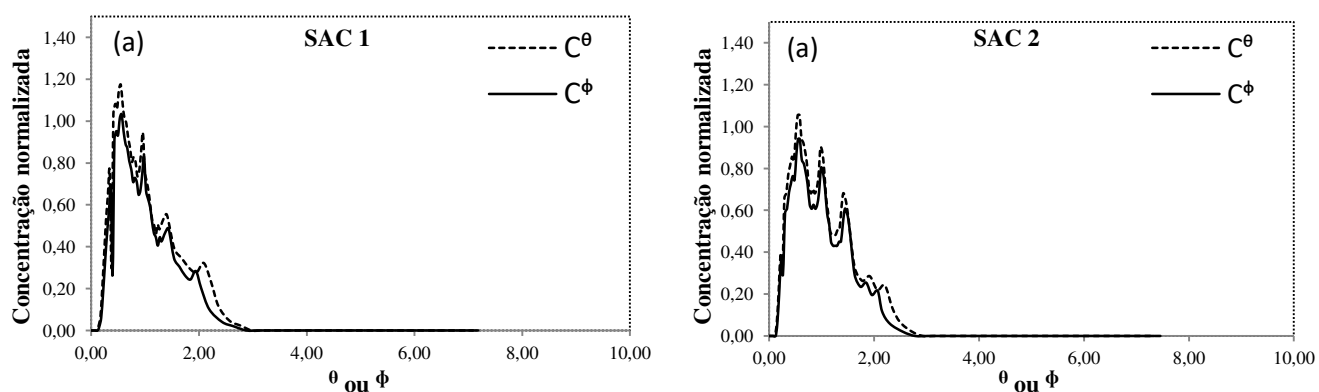 SAC 1
(a)
C^θ
C^ϕ
Concentração normalizada
1,40
1,20
1,00
0,80
0,60
0,40
0,20
0,00
0,00 2,00 4,00 6,00 8,00 10,00
θ ou ϕ
SAC 2
(a)
C^θ
C^ϕ
Concentração normalizada
1,40
1,20
1,00
0,80
0,60
0,40
0,20
0,00
0,00 2,00 4,00 6,00 8,00 10,00
θ ou ϕ